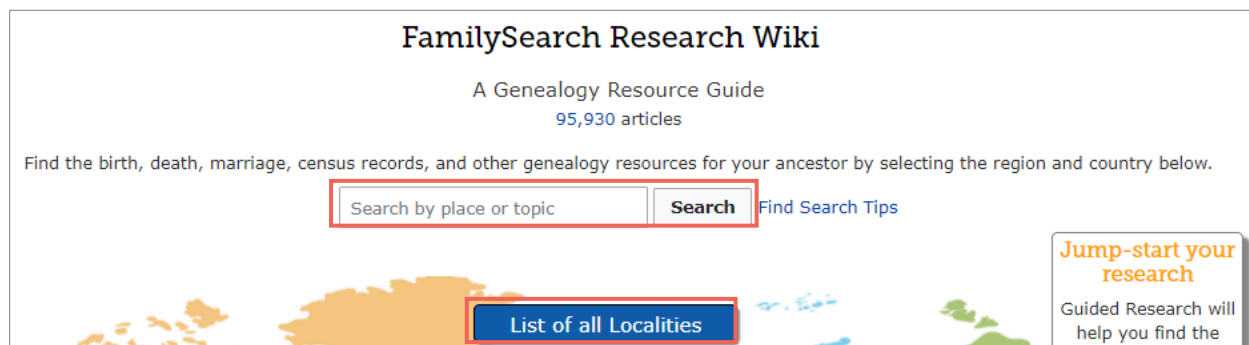 FamilySearch Research Wiki
A Genealogy Resource Guide
95,930 articles
Find the birth, death, marriage, census records, and other genealogy resources for your ancestor by selecting the region and country below.
Search by place or topic Search Find Search Tips
List of all Localities
Jump-start your
research
Guided Research will
help you find the